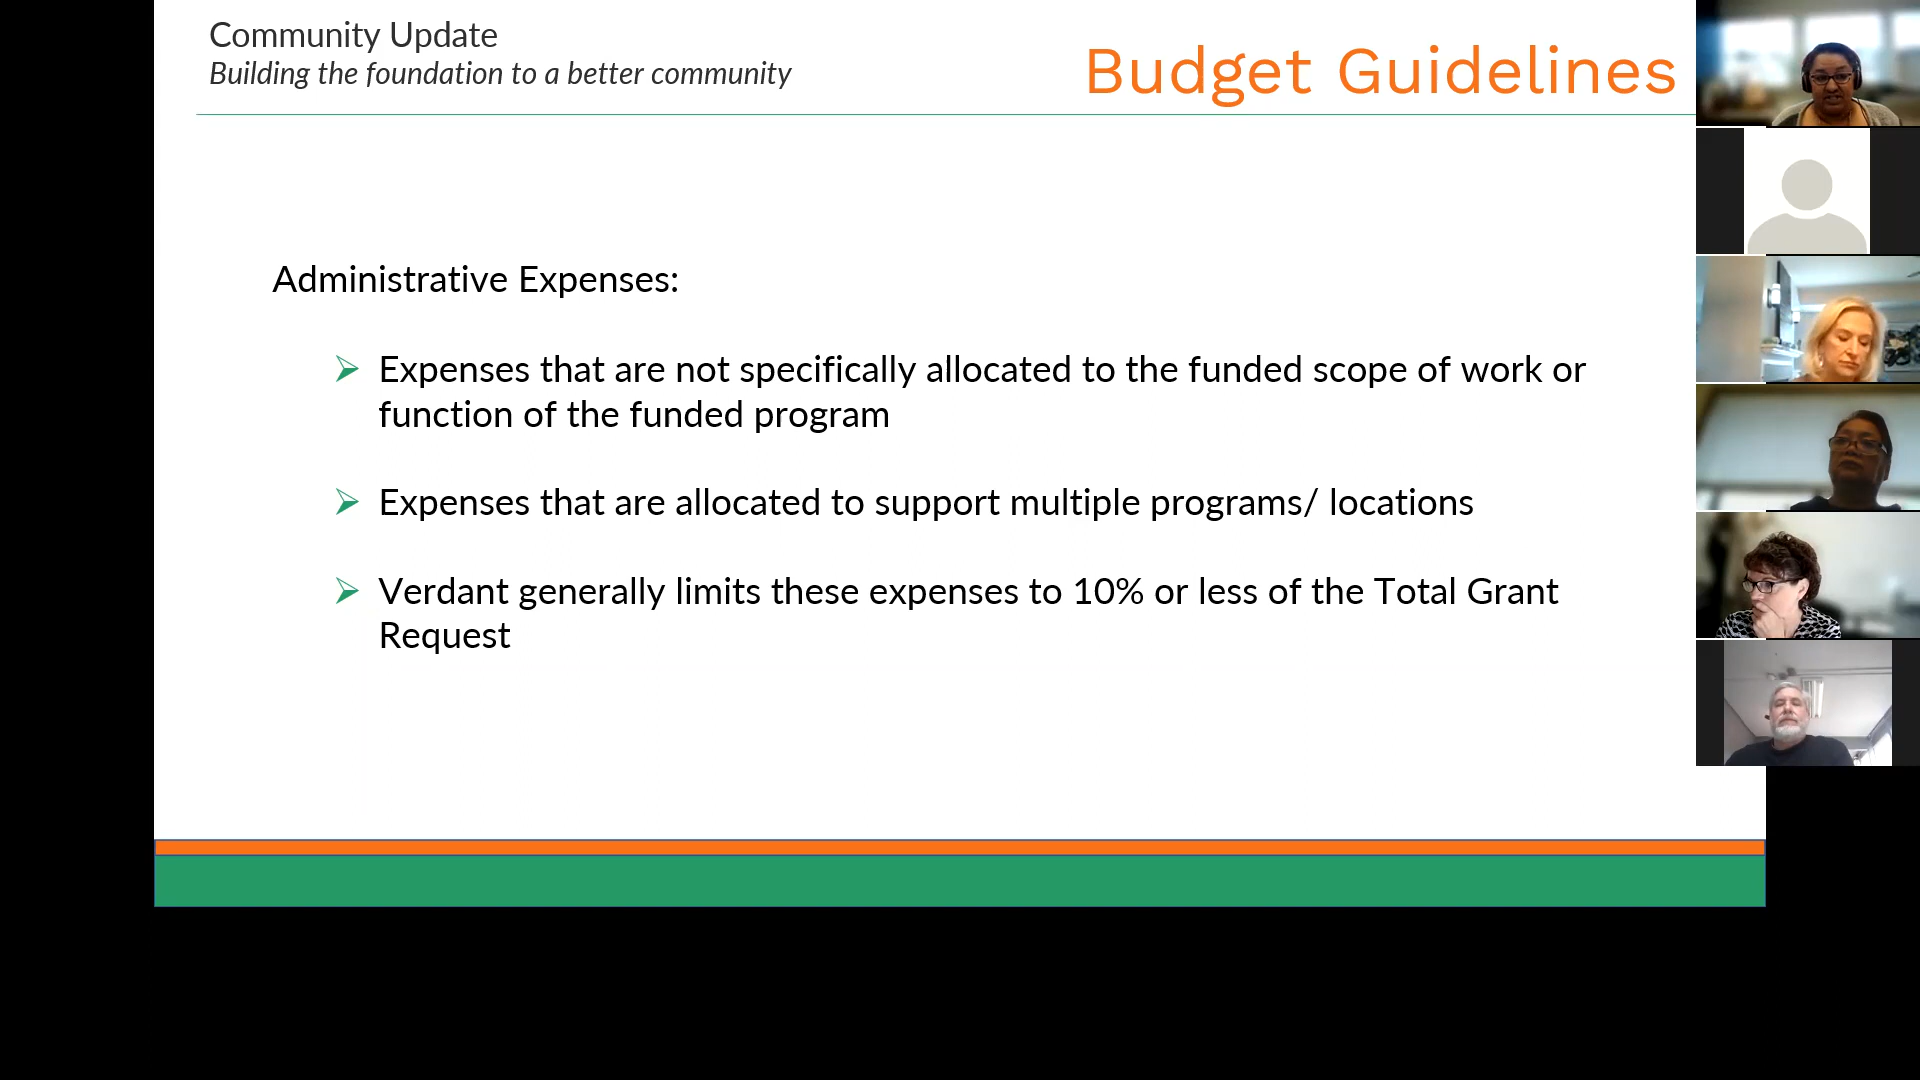 Community Update
Building the foundation to a better community
Budget Guidelines
Administrative Expenses:
Expenses that are not specifically allocated to the funded scope of work or
function of the funded program
Expenses that are allocated to support multiple programs/ locations
Verdant generally limits these expenses to 10% or less of the Total Grant
Request